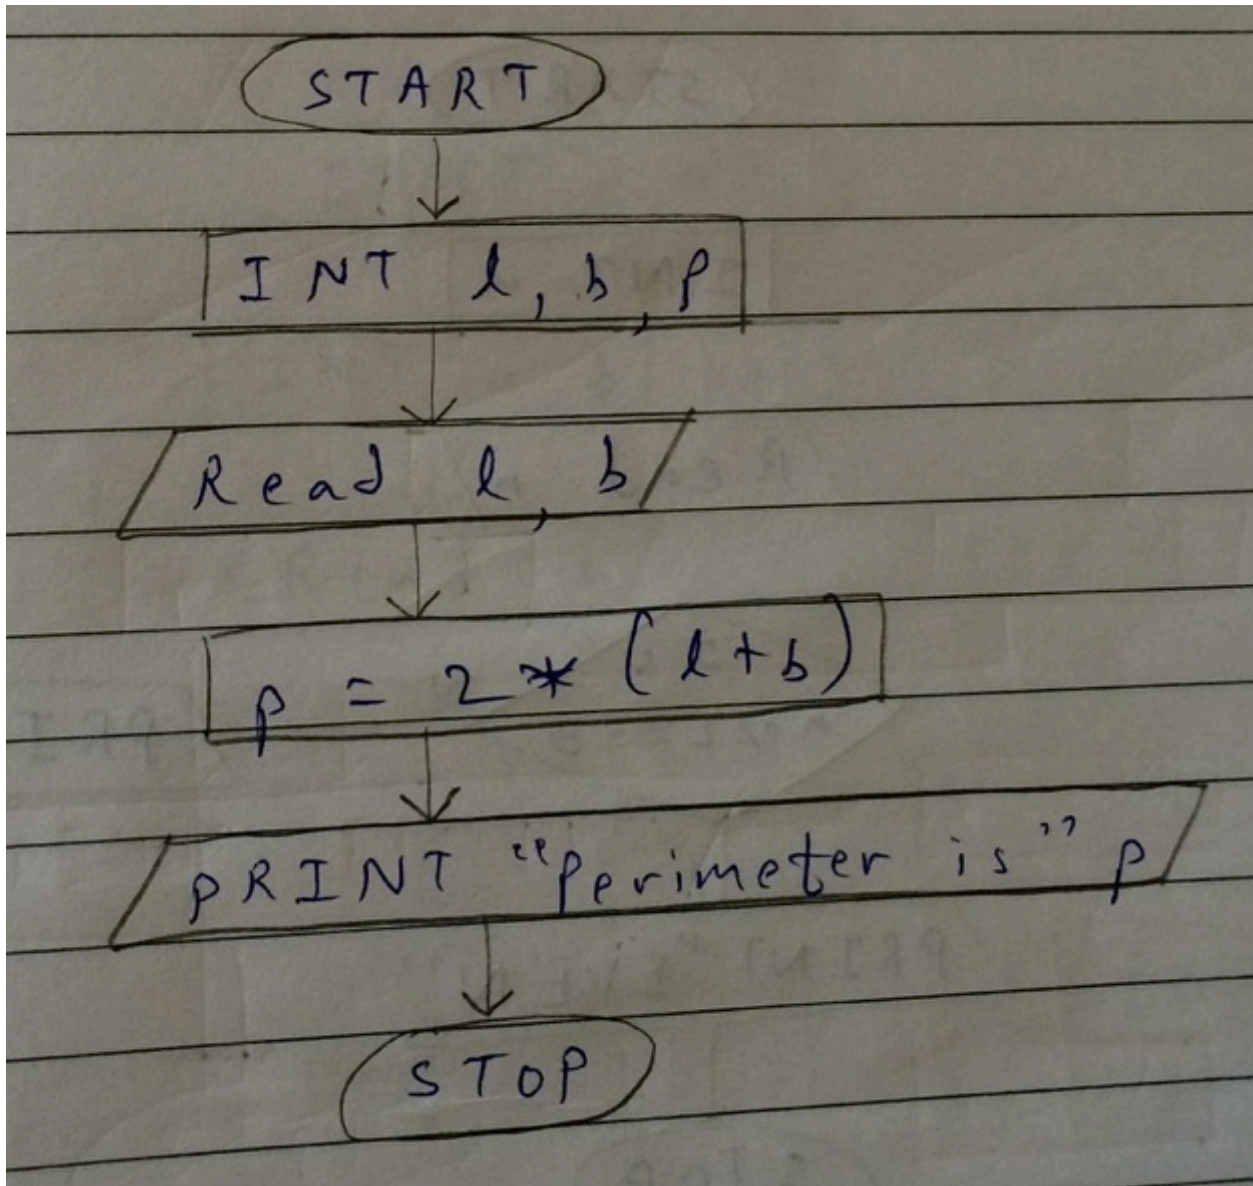 START
INT l, b, p
Read l, b
p = 2 * (l+b)
PRINT "Perimeter is" p
STOP